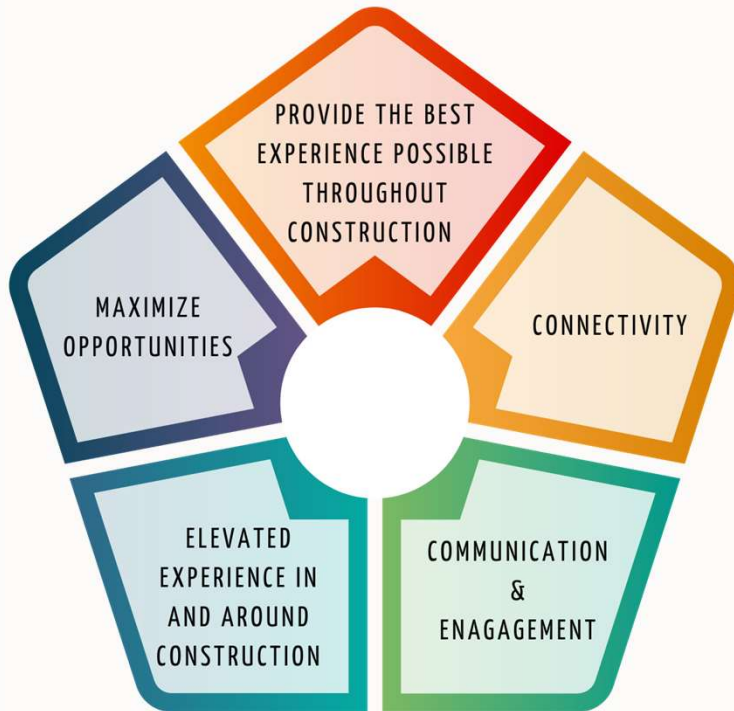 PROVIDE THE BEST
EXPERIENCE POSSIBLE
THROUGHOUT
CONSTRUCTION
MAXIMIZE
OPPORTUNITIES
CONNECTIVITY
ELEVATED
EXPERIENCE IN
AND AROUND
CONSTRUCTION
COMMUNICATION
&
ENAGAGEMENT